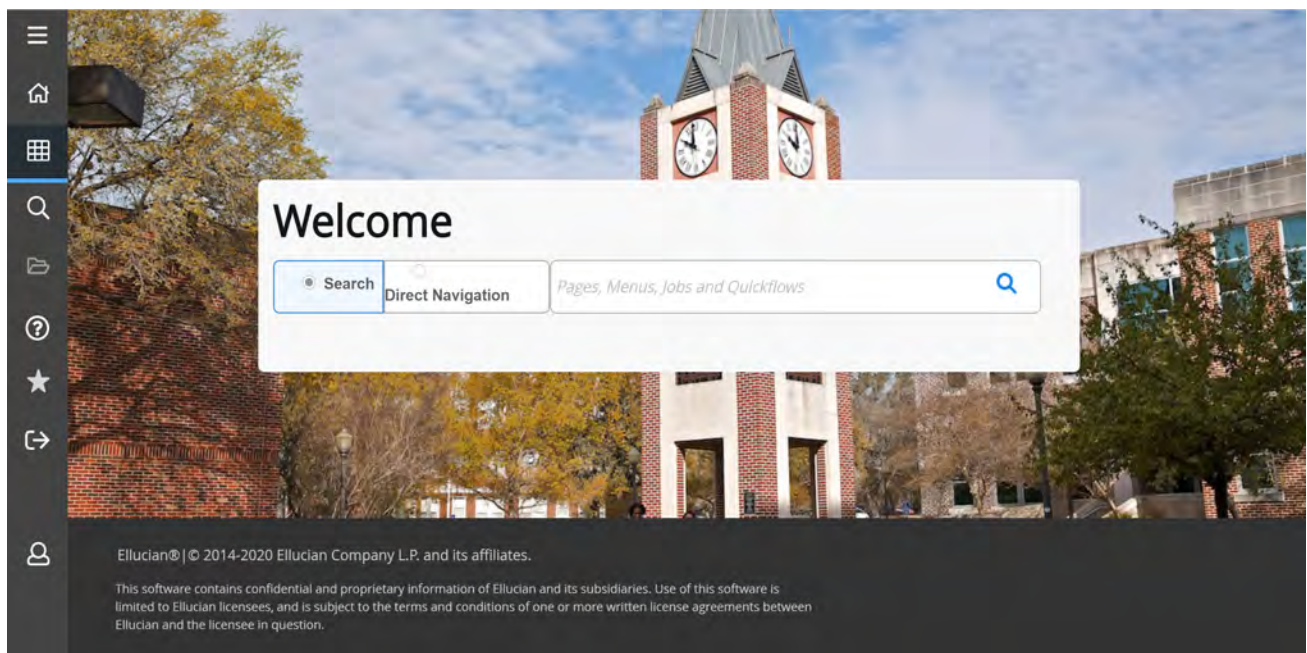 Welcome
Search
Direct Navigation
Pages, Menus, Jobs and Quickflows
Ellucian®|© 2014-2020 Ellucian Company L.P. and its affiliates.
This software contains confidential and proprietary information of Ellucian and its subsidiaries. Use of this software is
limited to Ellucian licensees, and is subject to the terms and conditions of one or more written license agreements between
Ellucian and the licensee in question.